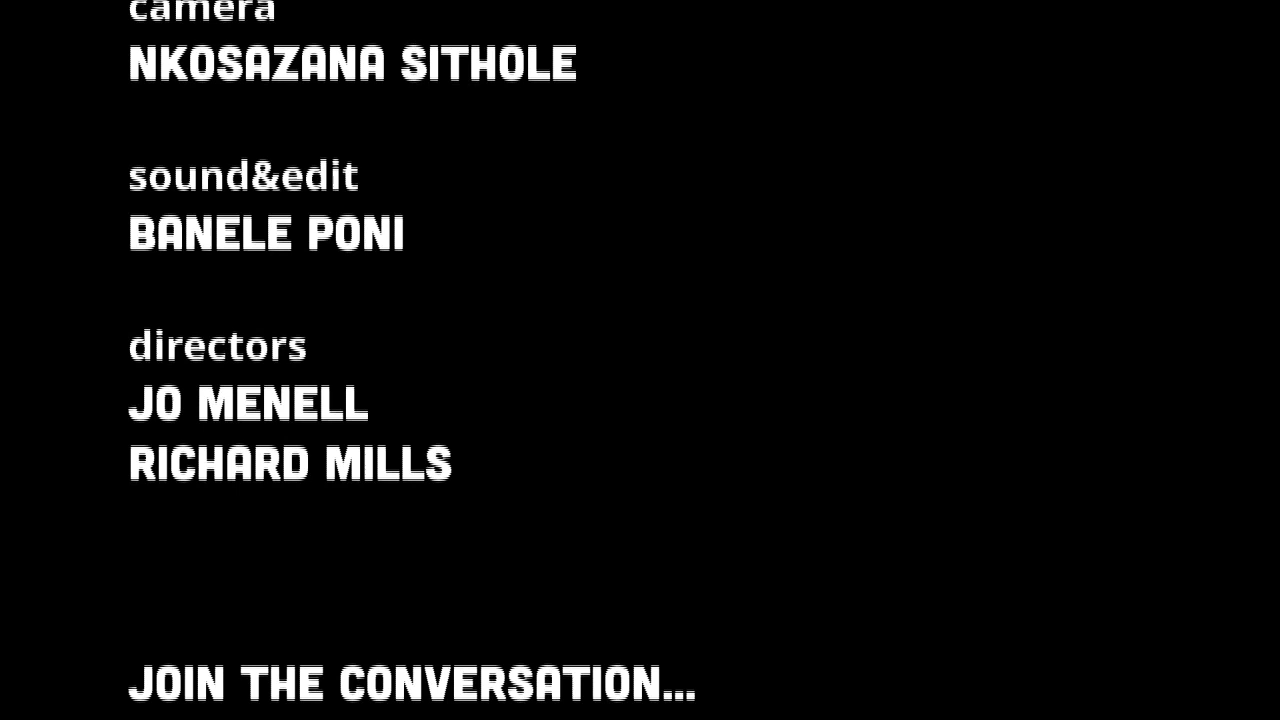 camera
NKOSAZANA SITHOLE
sound&edit
BANELE PONI
directors
JO MENELL
RICHARD MILLS
JOIN THE CONVERSATION...